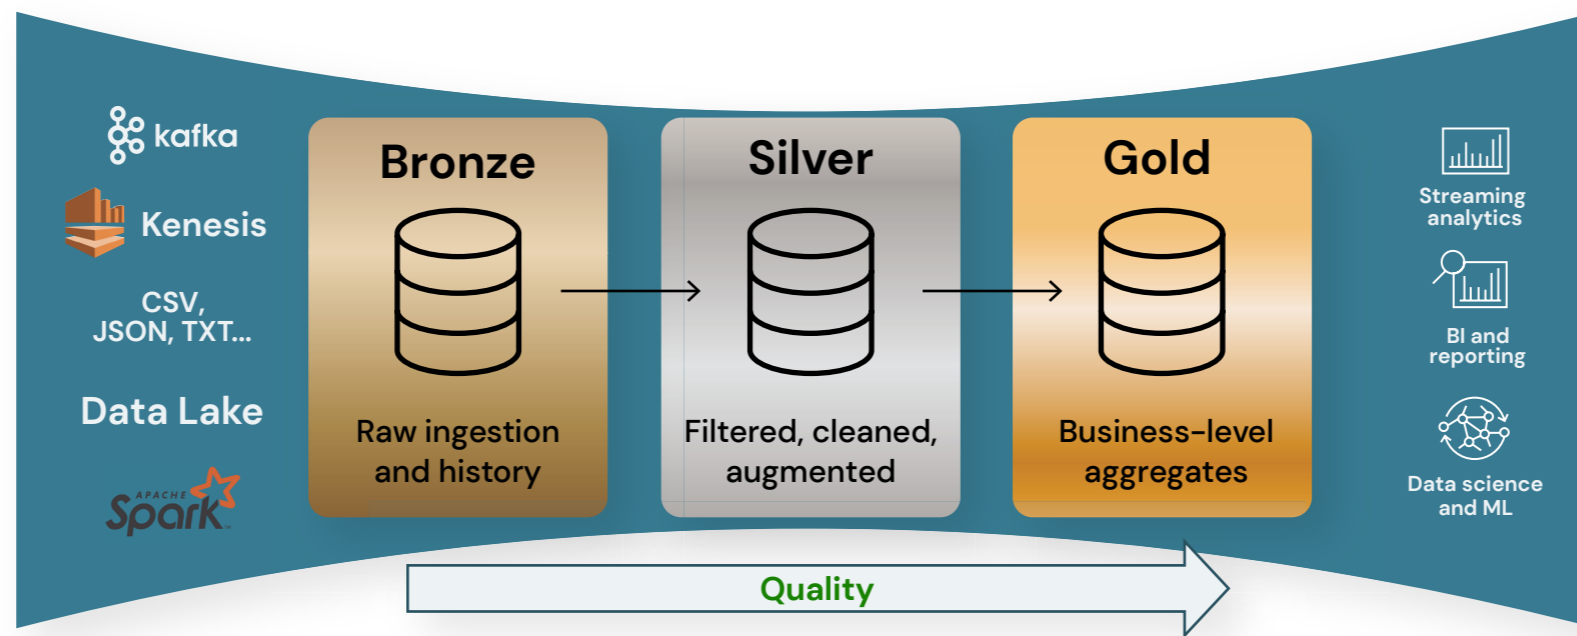 kafka
Kenesis
CSV,
JSON, TXT...
Data Lake
APACHE
Spark
Bronze
Raw ingestion
and history
Silver
Filtered, cleaned,
augmented
Gold
Business-level
aggregates
Streaming
analytics
BI and
reporting
Data science
and ML
Quality